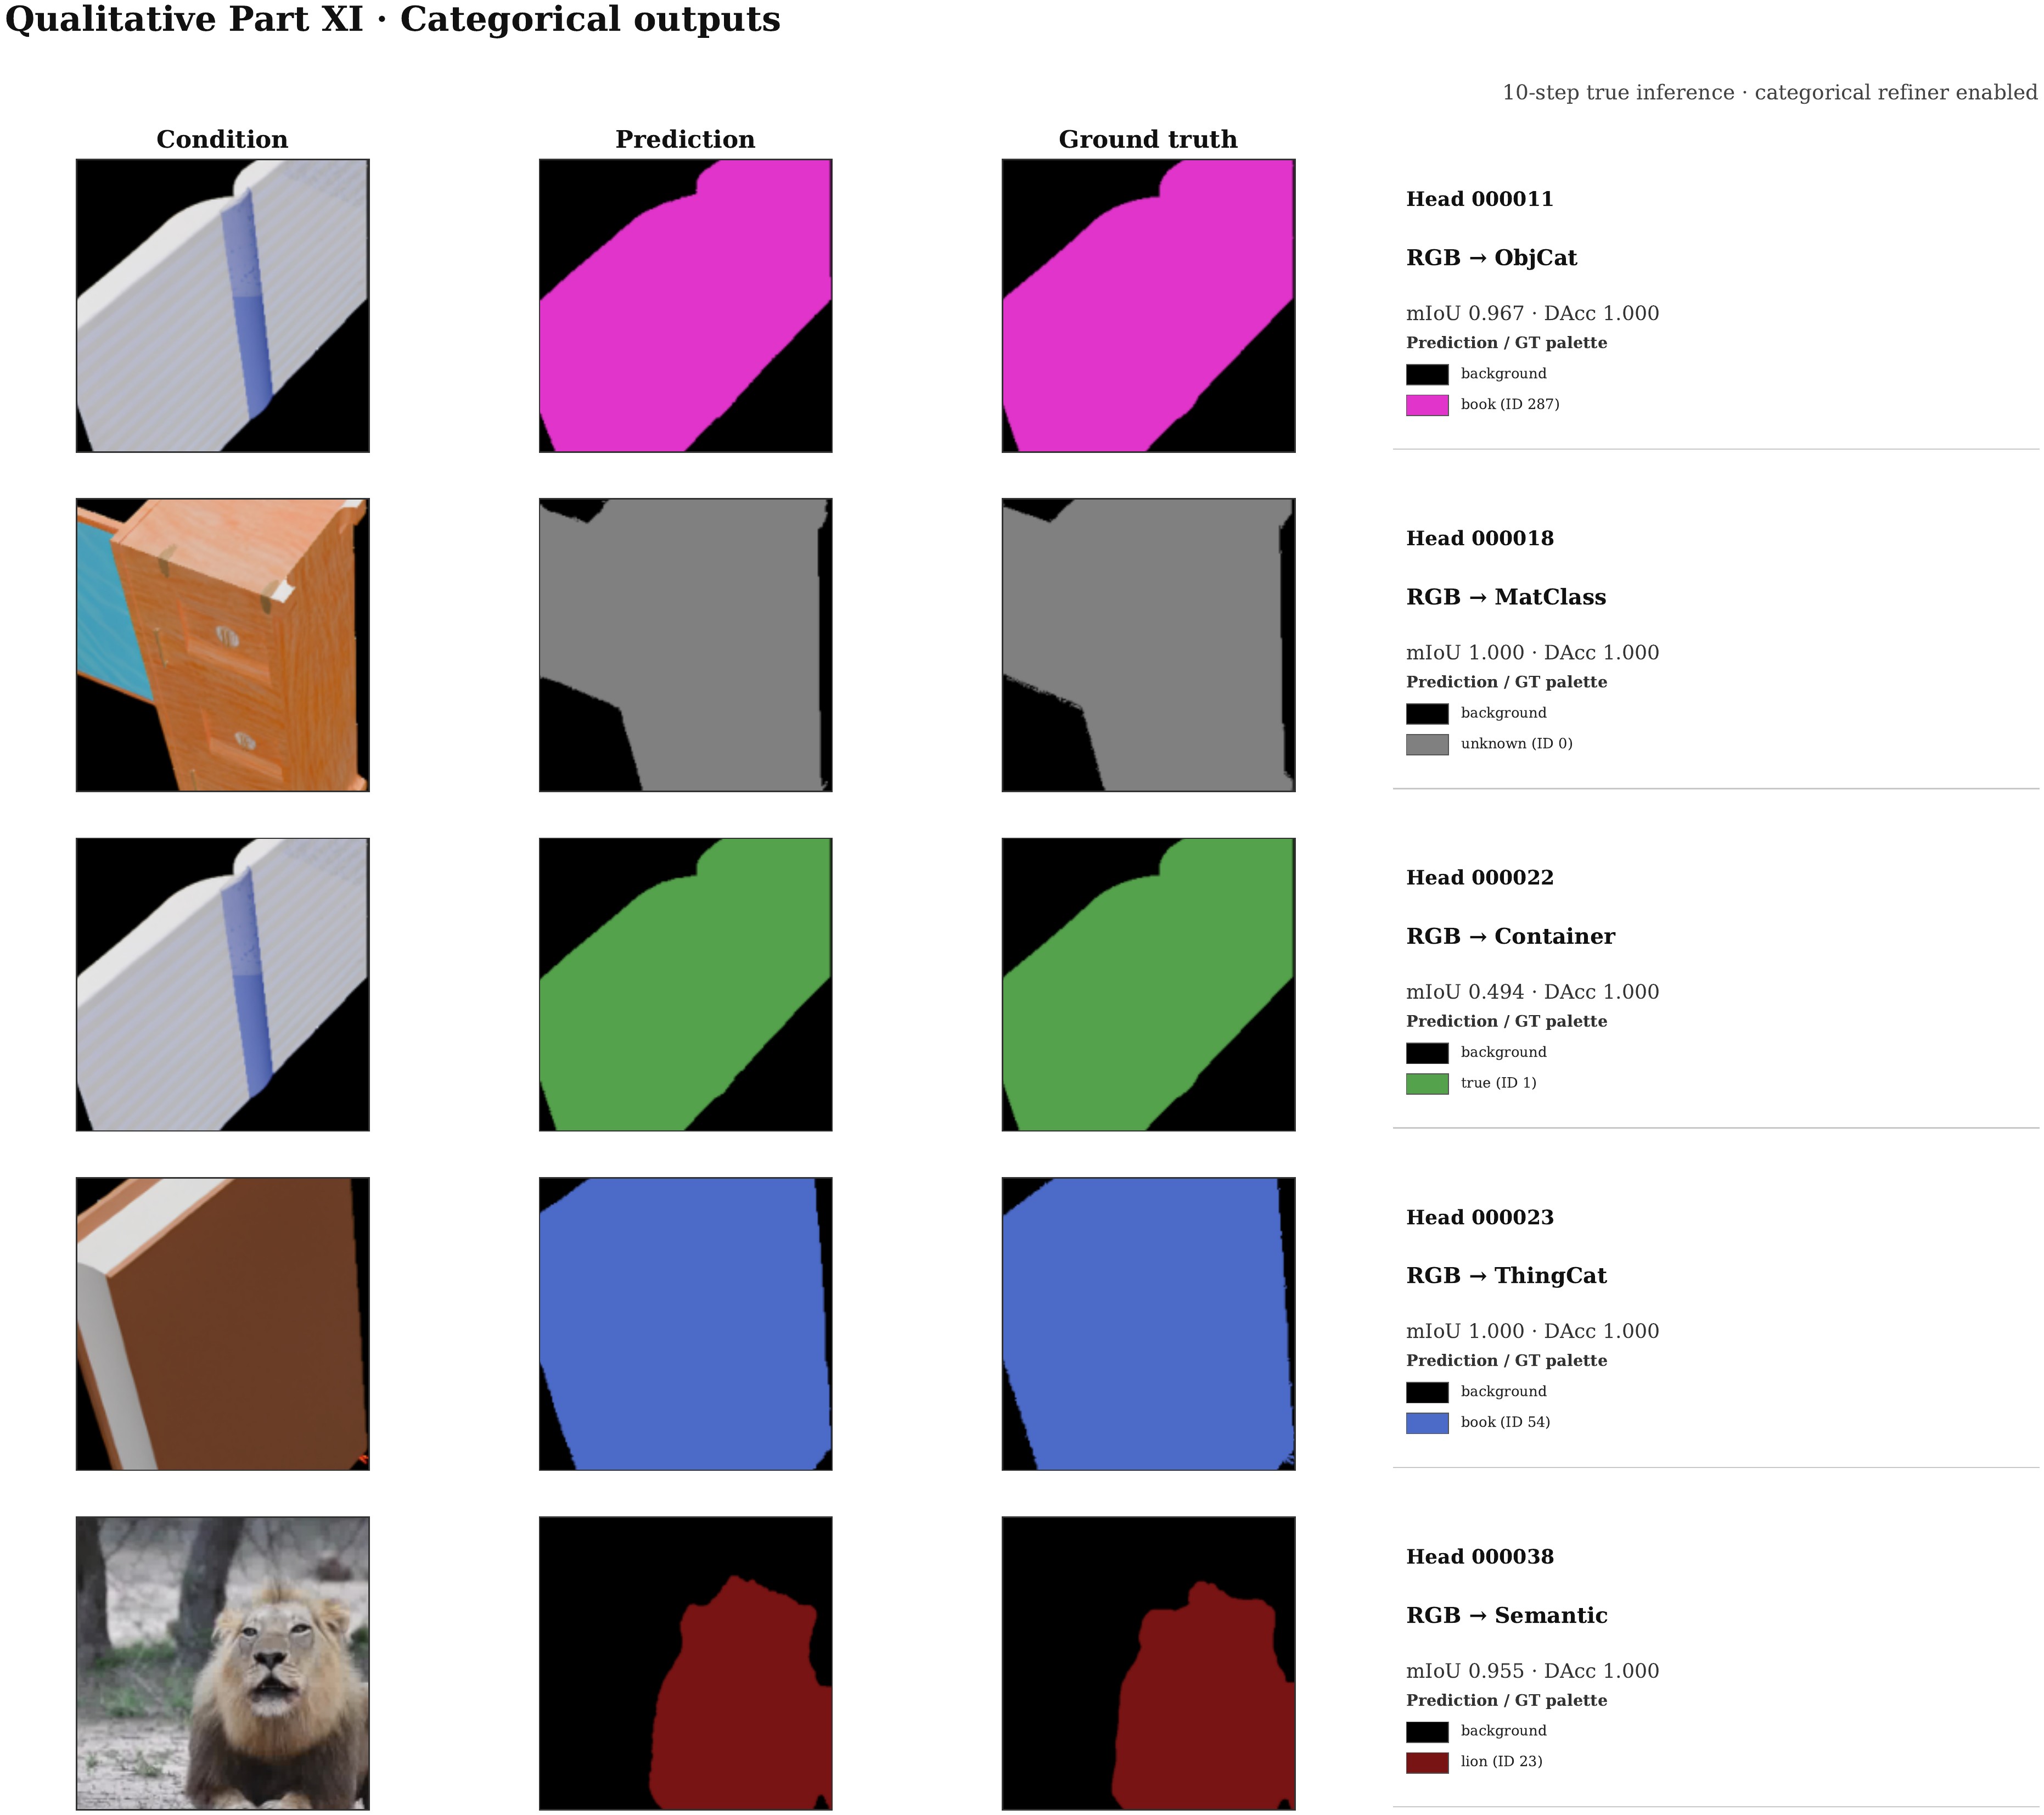 Qualitative Part XI · Categorical outputs
10-step true inference · categorical refiner enabled
Condition
Prediction
Ground truth
Head 000011
RGB → ObjCat
mIoU 0.967 · DAcc 1.000
Prediction / GT palette
background
book (ID 287)
Head 000018
RGB → MatClass
mIoU 1.000 · DAcc 1.000
Prediction / GT palette
background
unknown (ID 0)
Head 000022
RGB → Container
mIoU 0.494 · DAcc 1.000
Prediction / GT palette
background
true (ID 1)
Head 000023
RGB → ThingCat
mIoU 1.000 · DAcc 1.000
Prediction / GT palette
background
book (ID 54)
Head 000038
RGB → Semantic
mIoU 0.955 · DAcc 1.000
Prediction / GT palette
background
lion (ID 23)